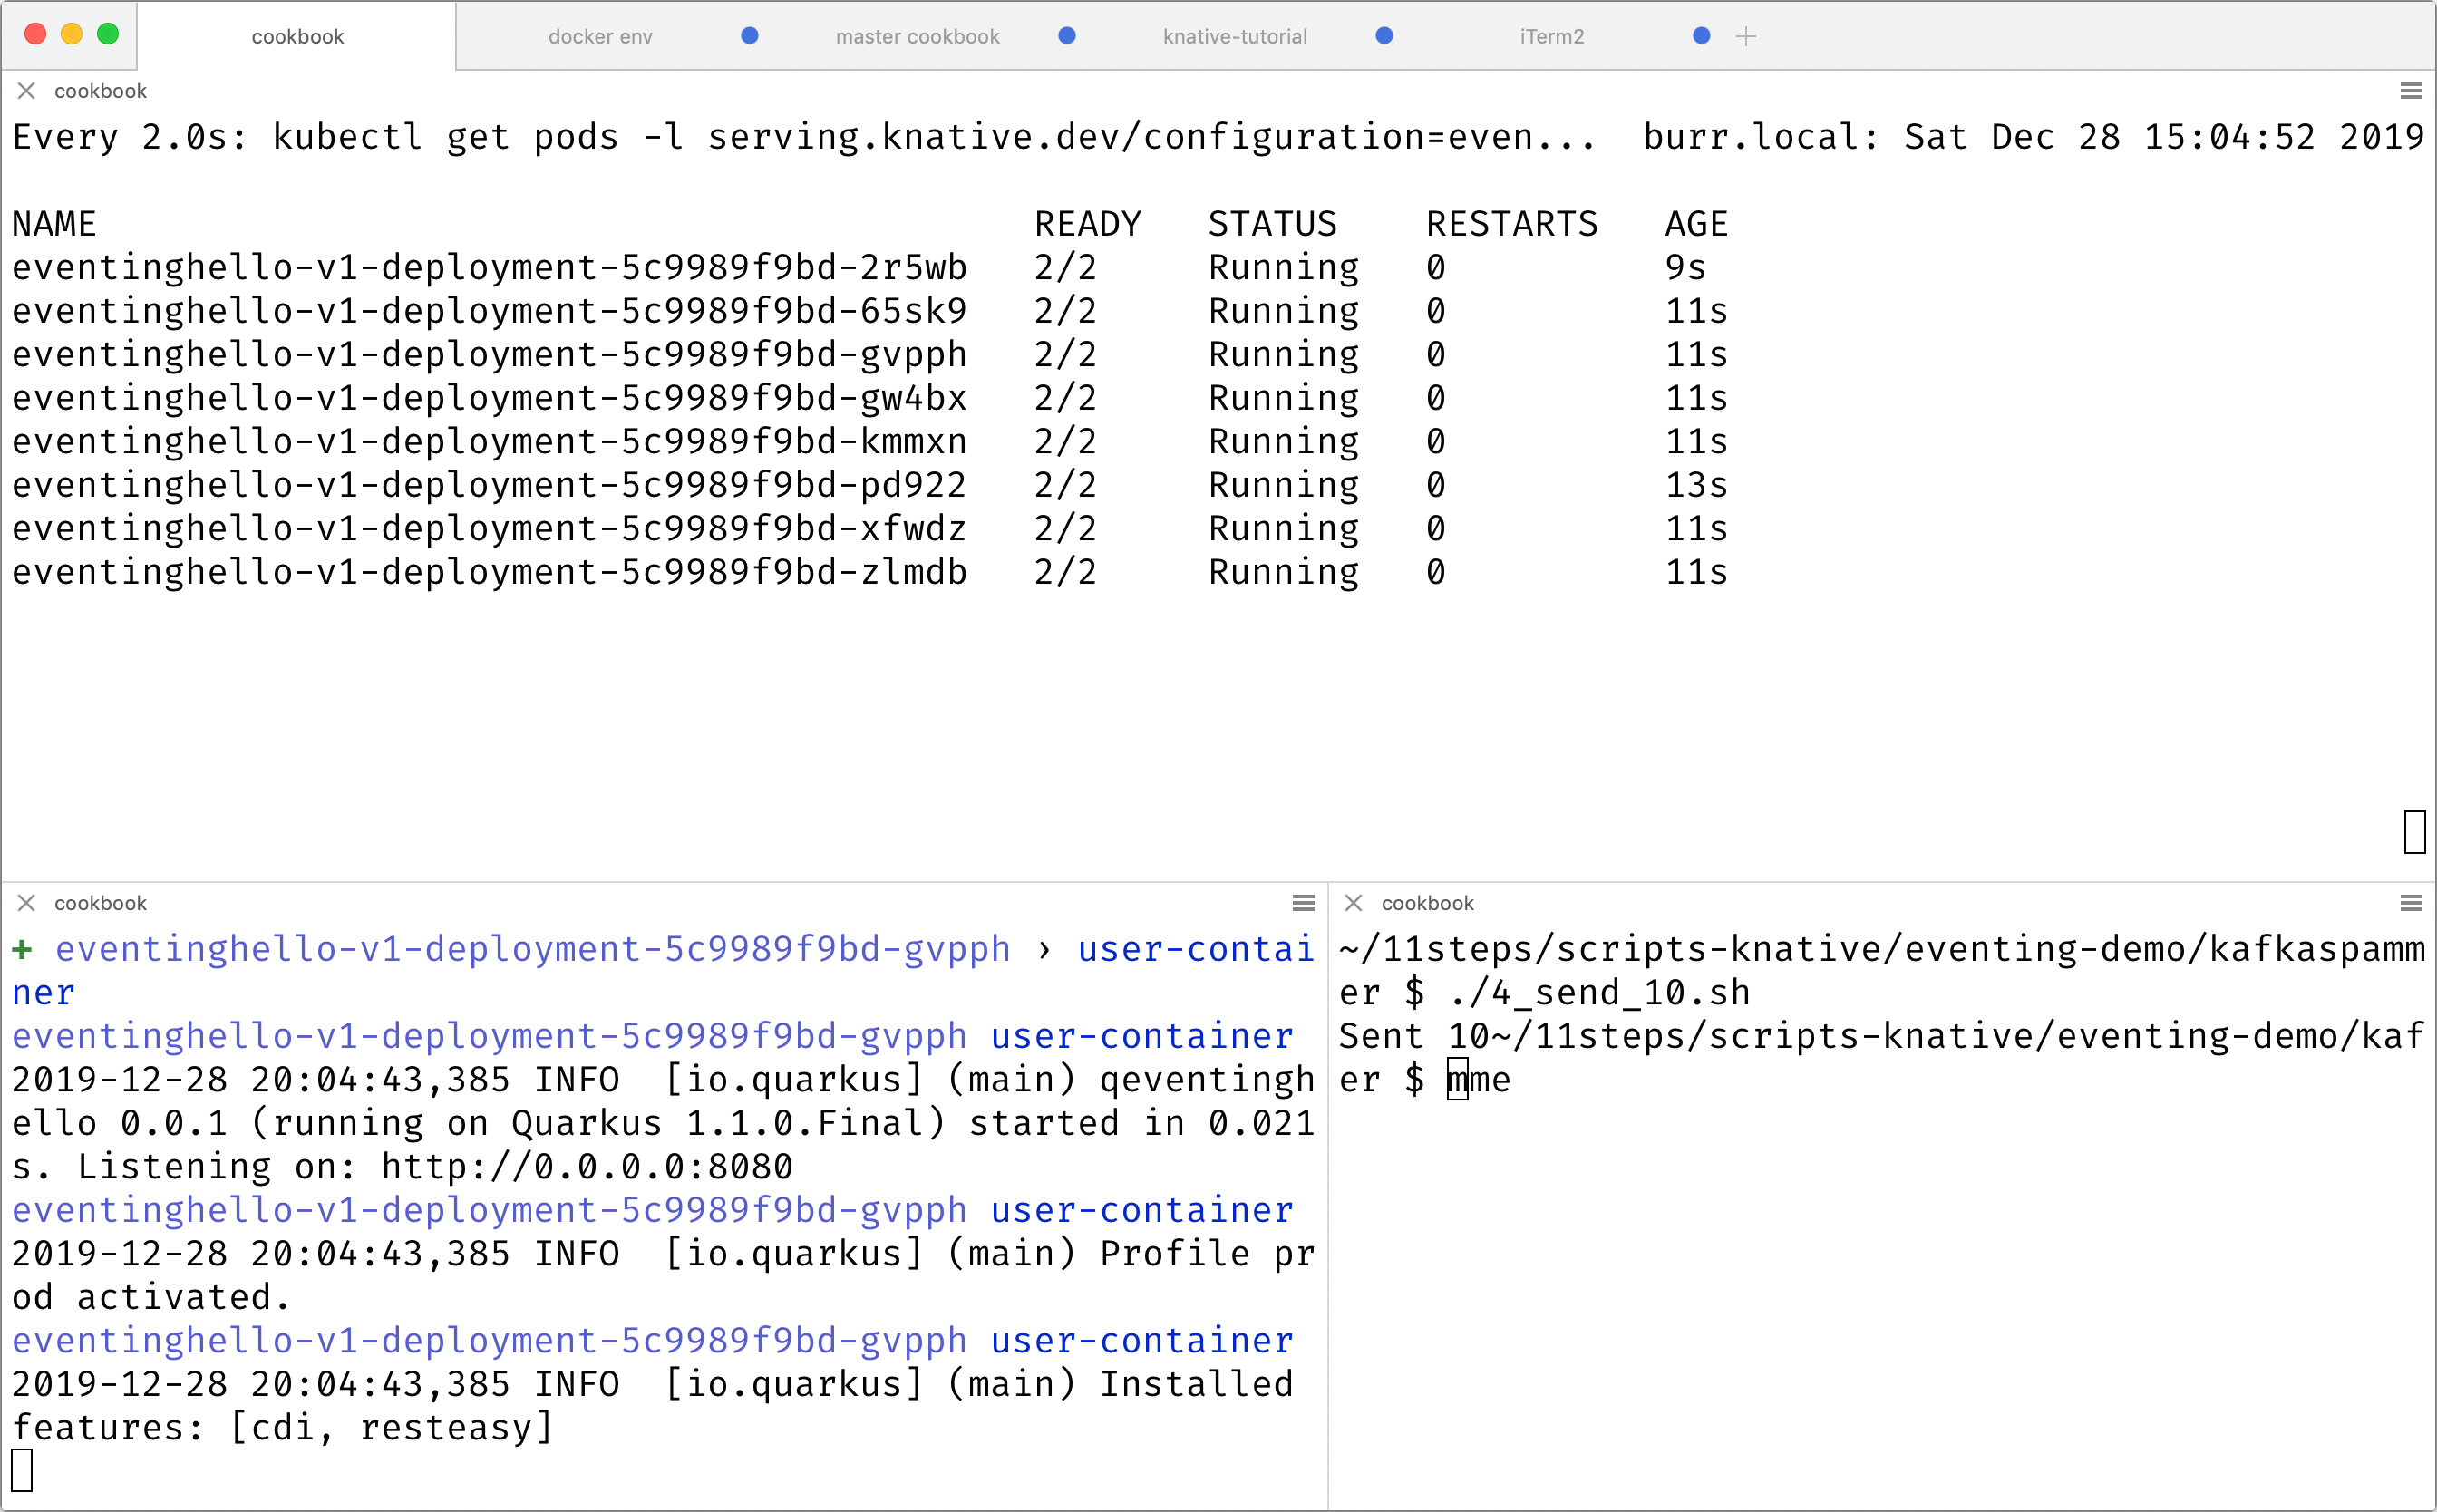 cookbook docker env master cookbook knative-tutorial iTerm2
cookbook
Every 2.0s: kubectl get pods -l serving.knative.dev/configuration=even... burr.local: Sat Dec 28 15:04:52 2019
NAME READY STATUS RESTARTS AGE
eventinghello-v1-deployment-5c9989f9bd-2r5wb 2/2 Running 0 9s
eventinghello-v1-deployment-5c9989f9bd-65sk9 2/2 Running 0 11s
eventinghello-v1-deployment-5c9989f9bd-gvpph 2/2 Running 0 11s
eventinghello-v1-deployment-5c9989f9bd-gw4bx 2/2 Running 0 11s
eventinghello-v1-deployment-5c9989f9bd-kmmxn 2/2 Running 0 11s
eventinghello-v1-deployment-5c9989f9bd-pd922 2/2 Running 0 13s
eventinghello-v1-deployment-5c9989f9bd-xfwdz 2/2 Running 0 11s
eventinghello-v1-deployment-5c9989f9bd-zlmdb 2/2 Running 0 11s
cookbook
+ eventinghello-v1-deployment-5c9989f9bd-gvpph › user-contai
ner
eventinghello-v1-deployment-5c9989f9bd-gvpph user-container
2019-12-28 20:04:43,385 INFO [io.quarkus] (main) qeventingh
ello 0.0.1 (running on Quarkus 1.1.0.Final) started in 0.021
s. Listening on: http://0.0.0.0:8080
eventinghello-v1-deployment-5c9989f9bd-gvpph user-container
2019-12-28 20:04:43,385 INFO [io.quarkus] (main) Profile pr
od activated.
eventinghello-v1-deployment-5c9989f9bd-gvpph user-container
2019-12-28 20:04:43,385 INFO [io.quarkus] (main) Installed
features: [cdi, resteasy]
cookbook
~/11steps/scripts-knative/eventing-demo/kafkaspamm
er $ ./4_send_10.sh
Sent 10~/11steps/scripts-knative/eventing-demo/kaf
er $ mme